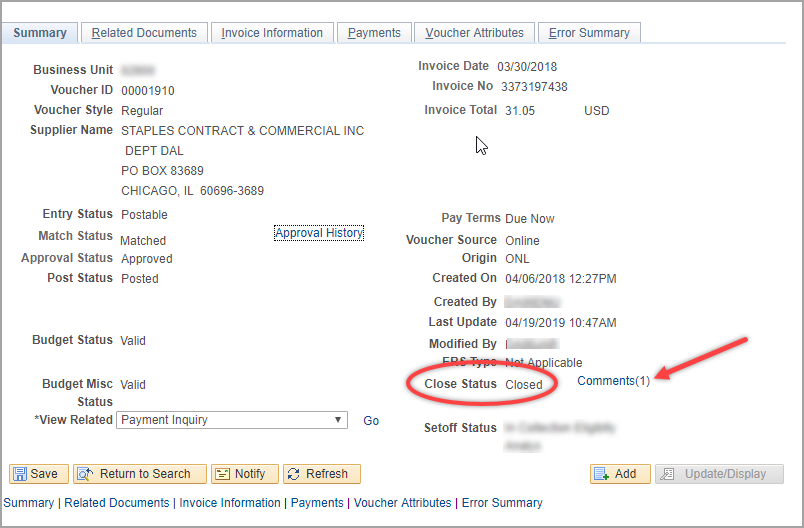 Summary Related Documents Invoice Information Payments Voucher Attributes Error Summary
Business Unit
Voucher ID 00001910
Voucher Style Regular
Supplier Name STAPLES CONTRACT & COMMERCIAL INC
DEPT DAL
PO BOX 83689
CHICAGO, IL 60696-3689
Entry Status Postable
Match Status Matched
Approval History
Approval Status Approved
Post Status Posted
Budget Status Valid
Budget Misc Status Valid
*View Related Payment Inquiry Go
Invoice Date 03/30/2018
Invoice No 3373197438
Invoice Total 31.05 USD
Pay Terms Due Now
Voucher Source Online
Origin ONL
Created On 04/06/2018 12:27PM
Created By
Last Update 04/19/2019 10:47AM
Modified By
ERS Type Not Applicable
Close Status Closed Comments(1)
Setoff Status
Save Return to Search Notify Refresh Add Update/Display
Summary | Related Documents | Invoice Information | Payments | Voucher Attributes | Error Summary